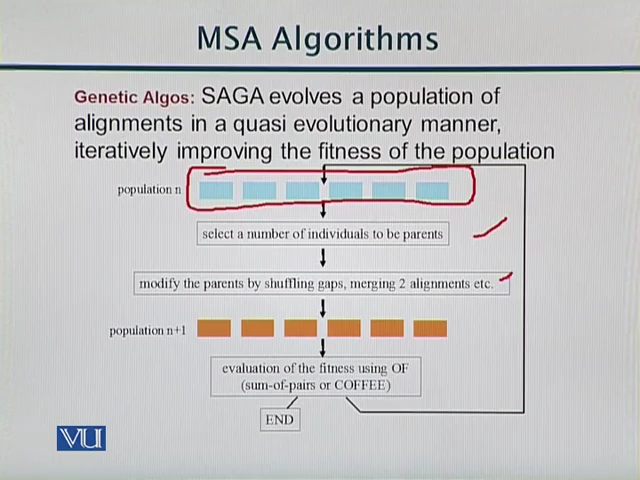 MSA Algorithms
Genetic Algos: SAGA evolves a population of
alignments in a quasi evolutionary manner,
iteratively improving the fitness of the population
population n
select a number of individuals to be parents
modify the parents by shuffling gaps, merging 2 alignments etc.
population n+1
evaluation of the fitness using OF
(sum-of-pairs or COFFEE)
END
VU